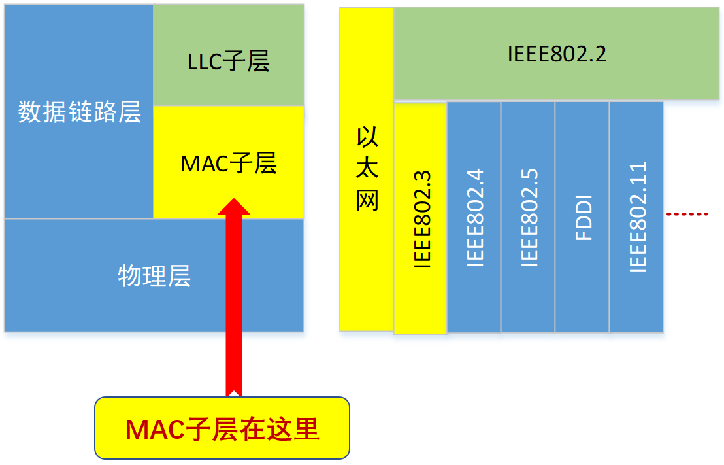 数据链路层
LLC子层
MAC子层
物理层
MAC子层在这里
以太网
IEEE802.2
IEEE802.3
IEEE802.4
IEEE802.5
FDDI
IEEE802.11